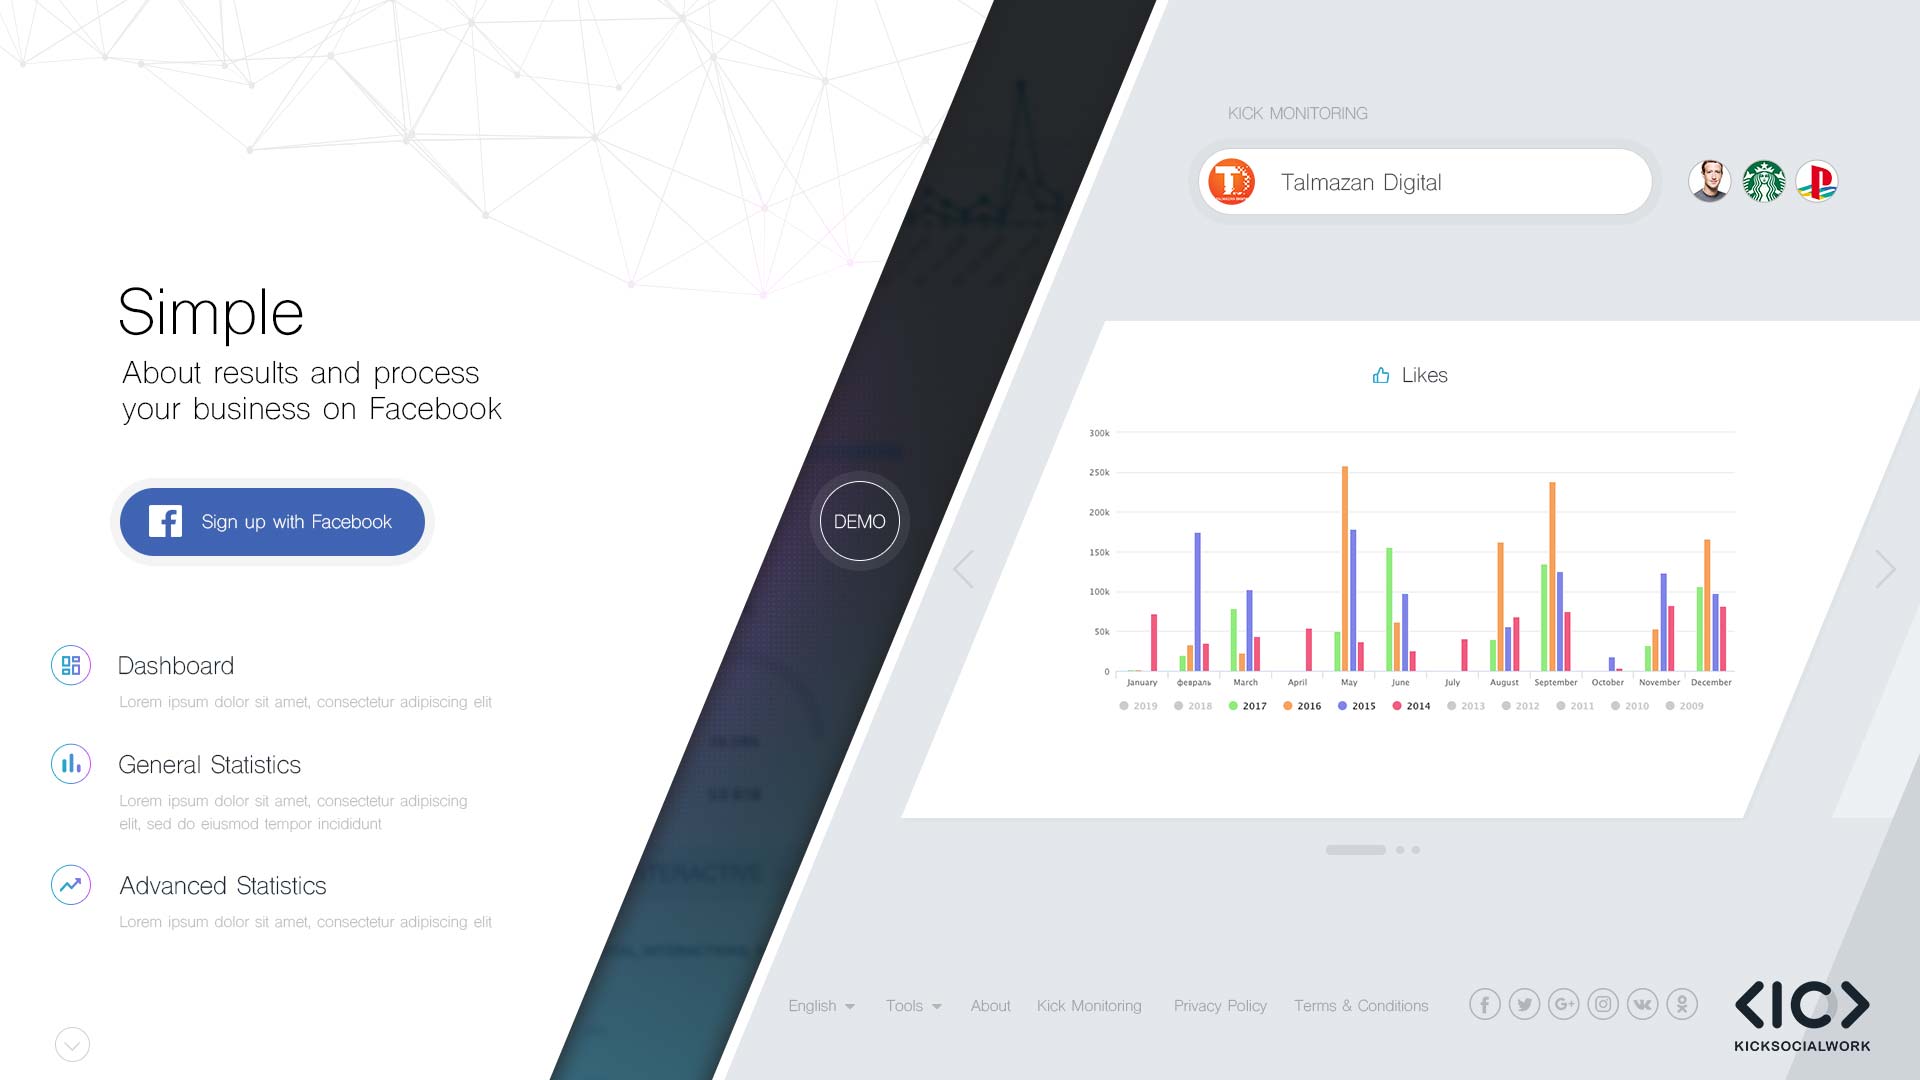 Simple
About results and process
your business on Facebook
Sign up with Facebook
Dashboard
Lorem ipsum dolor sit amet, consectetur adipiscing elit
General Statistics
Lorem ipsum dolor sit amet, consectetur adipiscing
elit, sed do eiusmod tempor incididunt
Advanced Statistics
Lorem ipsum dolor sit amet, consectetur adipiscing elit
DEMO
KICK MONITORING
Talmazan Digital
Likes
300k
250k
200k
150k
100k
50k
0
January февраль March April May June July August September October November December
2019 2018 2017 2016 2015 2014 2013 2012 2011 2010 2009
English Tools About Kick Monitoring Privacy Policy Terms & Conditions
KICKSOCIALWORK